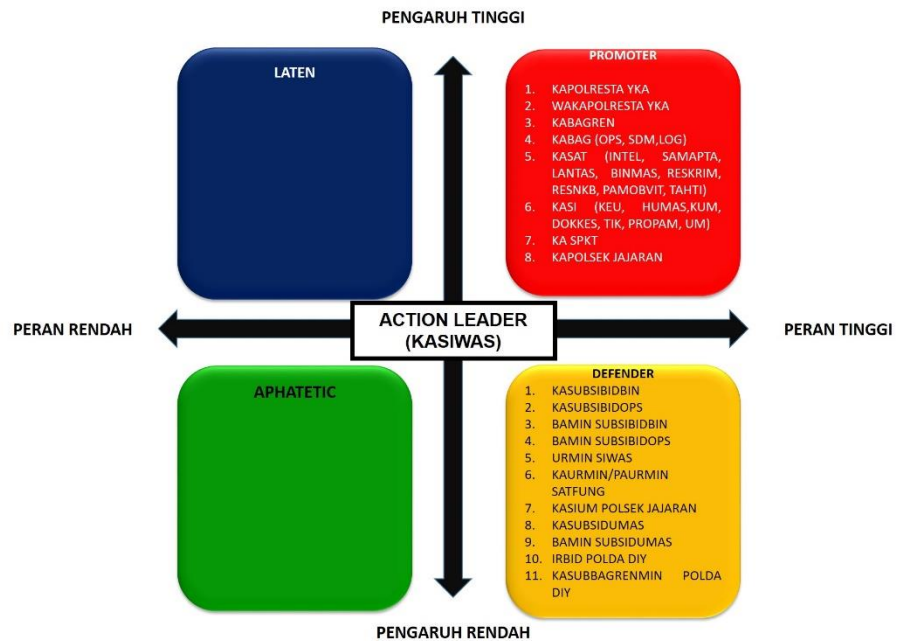 PENGARUH TINGGI
LATEN
PROMOTER
1. KAPOLRESTA YKA
2. WAKAPOLRESTA YKA
3. KABAGREN
4. KABAG (OPS, SDM,LOG)
5. KASAT (INTEL, SAMAPTA,
LANTAS, BINMAS, RESKRIM,
RESNKB, PAMOBVIT, TAHTI)
6. KASI (KEU, HUMAS,KUM,
DOKKES, TIK, PROPAM, UM)
7. KA SPKT
8. KAPOLSEK JAJARAN
PERAN RENDAH
ACTION LEADER
(KASIWAS)
PERAN TINGGI
APHATETIC
DEFENDER
1. KASUBSIBIDBIN
2. KASUBSIBIDOPS
3. BAMIN SUBSIBIDBIN
4. BAMIN SUBSIBIDOPS
5. URMIN SIWAS
6. KAURMIN/PAURMIN
SATFUNG
7. KASIUM POLSEK JAJARAN
8. KASUBSIDUMAS
9. BAMIN SUBSIDUMAS
10. IRBID POLDA DIY
11. KASUBBAGRENMIN POLDA
DIY
PENGARUH RENDAH